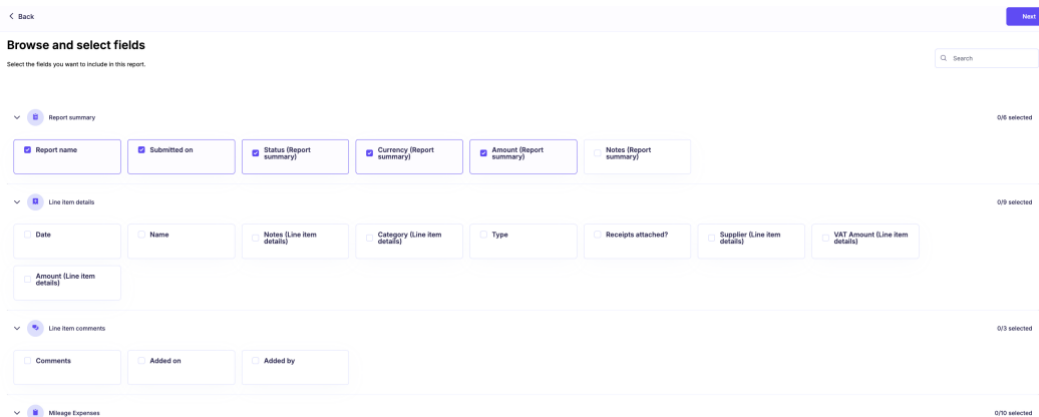 Back
Next
Browse and select fields
Select the fields you want to include in this report.
Search
Report summary
0/6 selected
Report name
Submitted on
Status (Report
summary)
Currency (Report
summary)
Amount (Report
summary)
Notes (Report
summary)
Line item details
0/9 selected
Date
Name
Notes (Line item
details)
Category (Line item
details)
Type
Receipts attached?
Supplier (Line item
details)
VAT Amount (Line item
details)
Amount (Line item
details)
Line item comments
0/3 selected
Comments
Added on
Added by
Mileage Expenses
0/10 selected